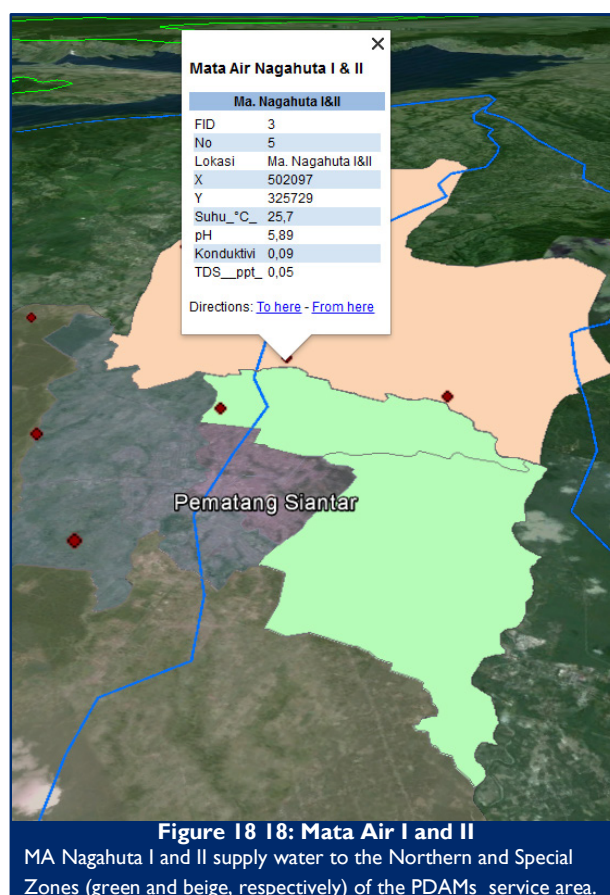 Mata Air Nagahuta I & II
Ma. Nagahuta I&II
FID 3
No 5
Lokasi Ma. Nagahuta I&II
X 502097
Y 325729
Suhu_°C_ 25,7
pH 5,89
Konduktivi 0,09
TDS__ppt_ 0,05
Directions: To here - From here
Pematang Siantar
Figure 18 18: Mata Air I and II
MA Nagahuta I and II supply water to the Northern and Special
Zones (green and beige, respectively) of the PDAMs service area.